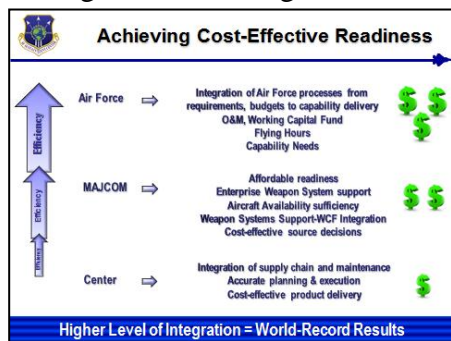 Achieving Cost-Effective Readiness
Air Force
Integration of Air Force processes from
requirements, budgets to capability delivery
O&M, Working Capital Fund
Flying Hours
Capability Needs
Efficiency
MAJCOM
Affordable readiness
Enterprise Weapon System support
Aircraft Availability sufficiency
Weapon Systems Support-WCF Integration
Cost-effective source decisions
Efficiency
Center
Integration of supply chain and maintenance
Accurate planning & execution
Cost-effective product delivery
Efficiency
Higher Level of Integration = World-Record Results